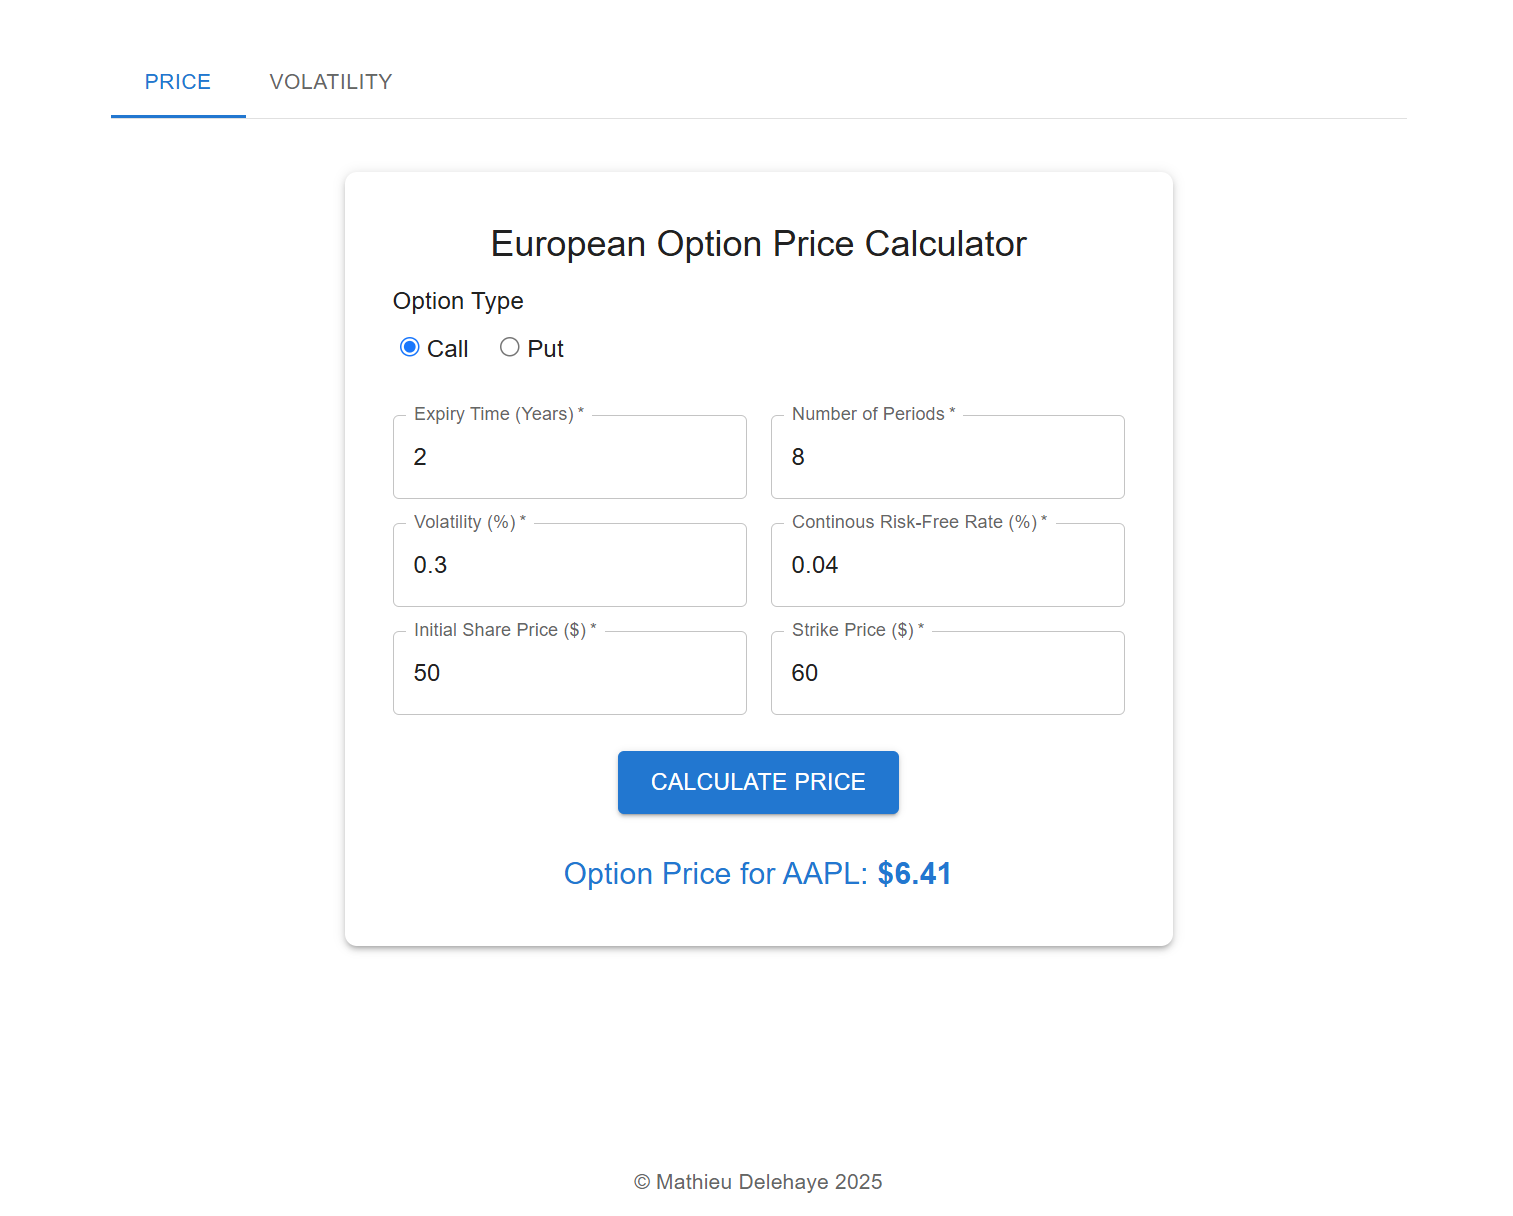 PRICE VOLATILITY
European Option Price Calculator
Option Type
Call Put
Expiry Time (Years) * Number of Periods *
2 8
Volatility (%) * Continous Risk-Free Rate (%) *
0.3 0.04
Initial Share Price ($) * Strike Price ($) *
50 60
CALCULATE PRICE
Option Price for AAPL: $6.41
© Mathieu Delehaye 2025